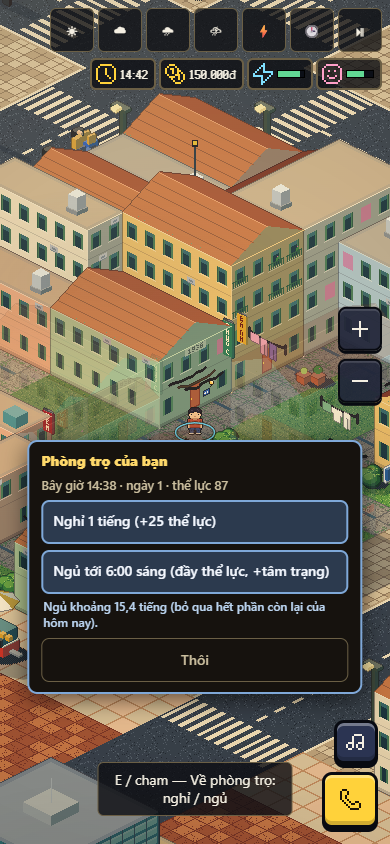 14:42
150.000đ
1998
Phòng trọ của bạn
Bây giờ 14:38 · ngày 1 · thể lực 87
Nghỉ 1 tiếng (+25 thể lực)
Ngủ tới 6:00 sáng (đầy thể lực, +tâm trạng)
Ngủ khoảng 15,4 tiếng (bỏ qua hết phần còn lại của
hôm nay).
Thôi
E / chạm — Về phòng trọ:
nghỉ / ngủ